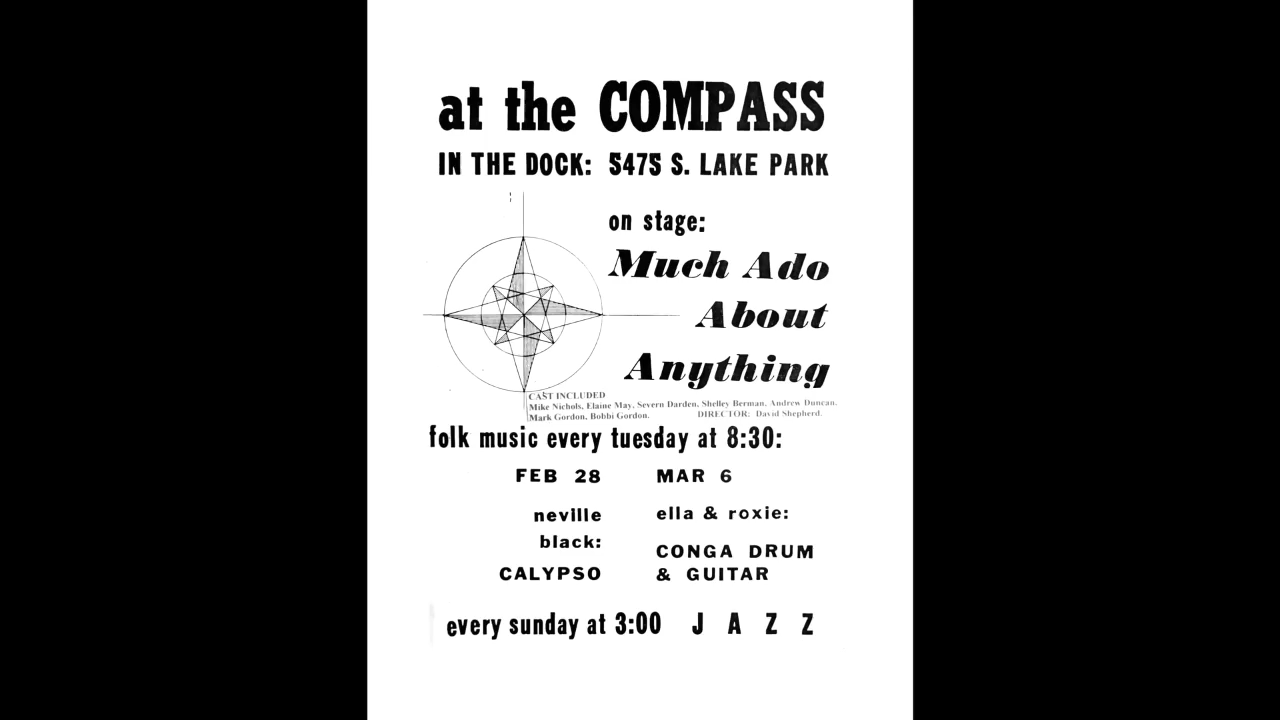 at the COMPASS
IN THE DOCK: 5475 S. LAKE PARK
on stage:
Much Ado
About
Anything
CAST INCLUDED
Mike Nichols, Elaine May, Severn Darden, Shelley Berman, Andrew Duncan,
Mark Gordon, Bobbi Gordon. DIRECTOR: David Shepherd.
folk music every tuesday at 8:30:
FEB 28 MAR 6
neville ella & roxie:
black:
CONGA DRUM
CALYPSO & GUITAR
every sunday at 3:00 JAZZ